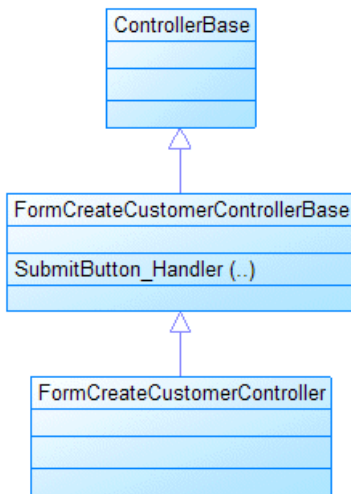 ControllerBase
FormCreateCustomerControllerBase
SubmitButton_Handler (..)
FormCreateCustomerController